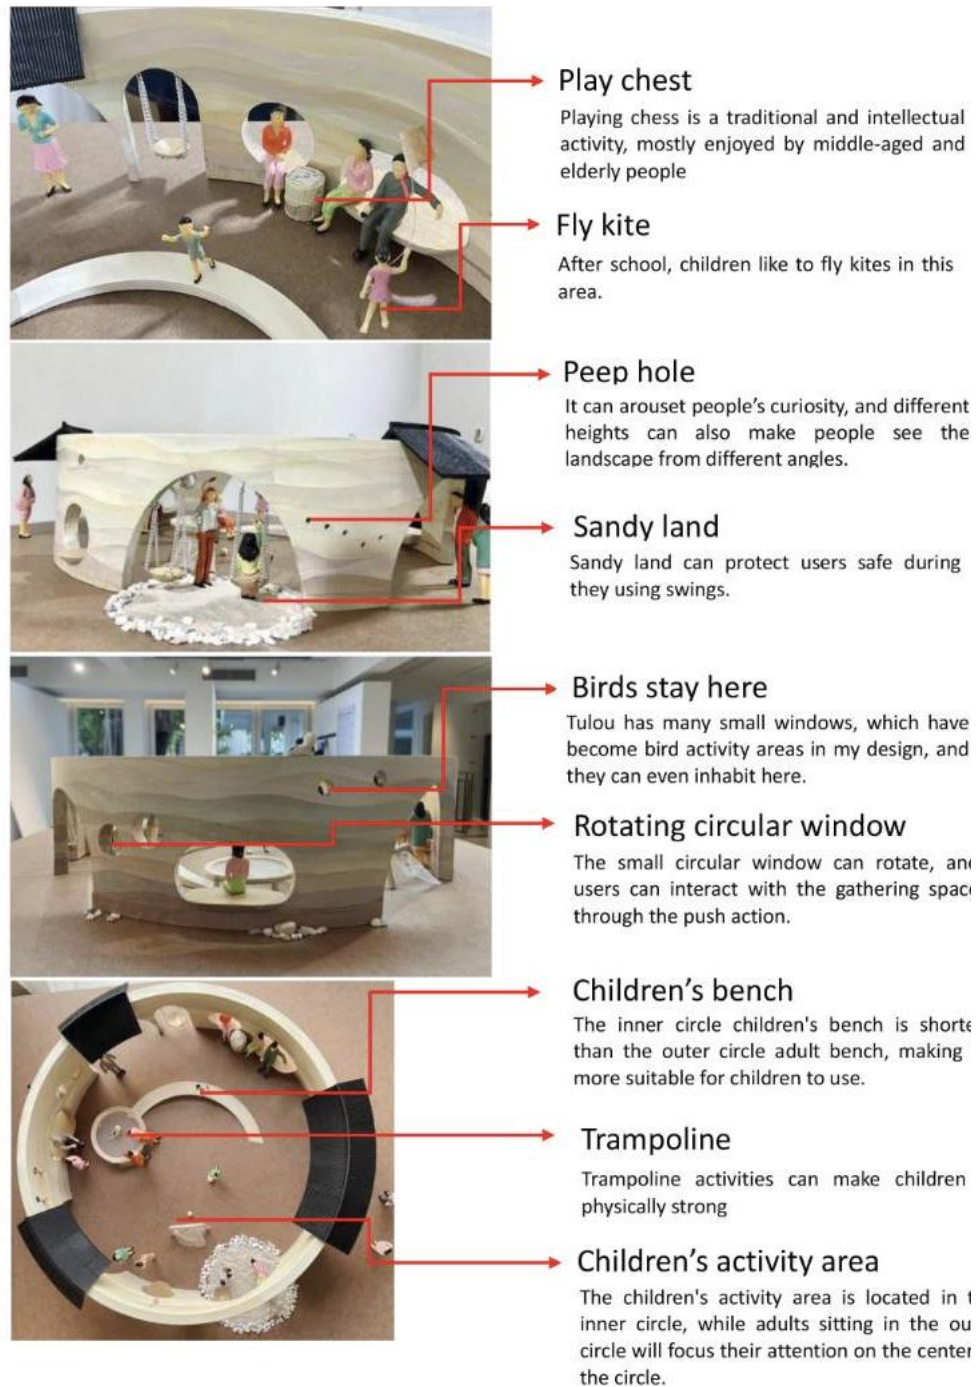 Play chest
Playing chess is a traditional and intellectual
activity, mostly enjoyed by middle-aged and
elderly people
Fly kite
After school, children like to fly kites in this
area.
Peep hole
It can arouset people’s curiosity, and different
heights can also make people see the
landscape from different angles.
Sandy land
Sandy land can protect users safe during
they using swings.
Birds stay here
Tulou has many small windows, which have
become bird activity areas in my design, and
they can even inhabit here.
Rotating circular window
The small circular window can rotate, and
users can interact with the gathering space
through the push action.
Children’s bench
The inner circle children's bench is shorte
than the outer circle adult bench, making
more suitable for children to use.
Trampoline
Trampoline activities can make children
physically strong
Children’s activity area
The children's activity area is located in t
inner circle, while adults sitting in the ou
circle will focus their attention on the center
the circle.